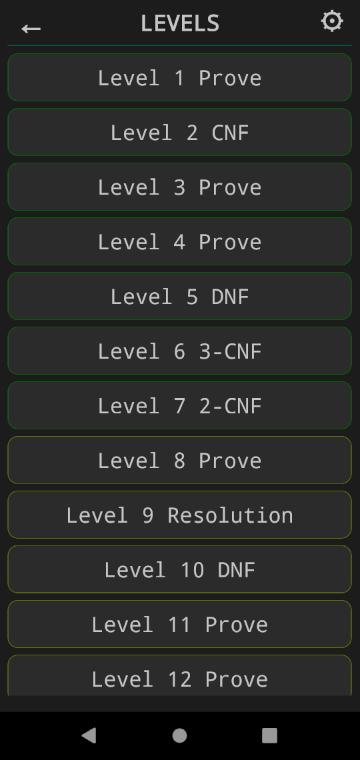 LEVELS
Level 1 Prove
Level 2 CNF
Level 3 Prove
Level 4 Prove
Level 5 DNF
Level 6 3-CNF
Level 7 2-CNF
Level 8 Prove
Level 9 Resolution
Level 10 DNF
Level 11 Prove
Level 12 Prove